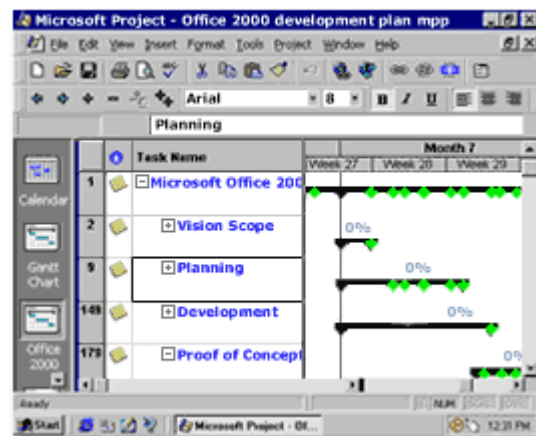 Microsoft Project - Office 2000 development plan mpp
File Edit View Insert Format Tools Project Window Help
Arial 8 B I U
Planning
Task Name
Month 7
Week 27 Week 28 Week 29
Calendar
1 Microsoft Office 200
2 Vision Scope 0%
Gantt Chart
9 Planning 0%
149 Development 0%
Office 2000
179 Proof of Concept 0%
Ready
NUM
Start
Microsoft Project - Of...
12:31 PM